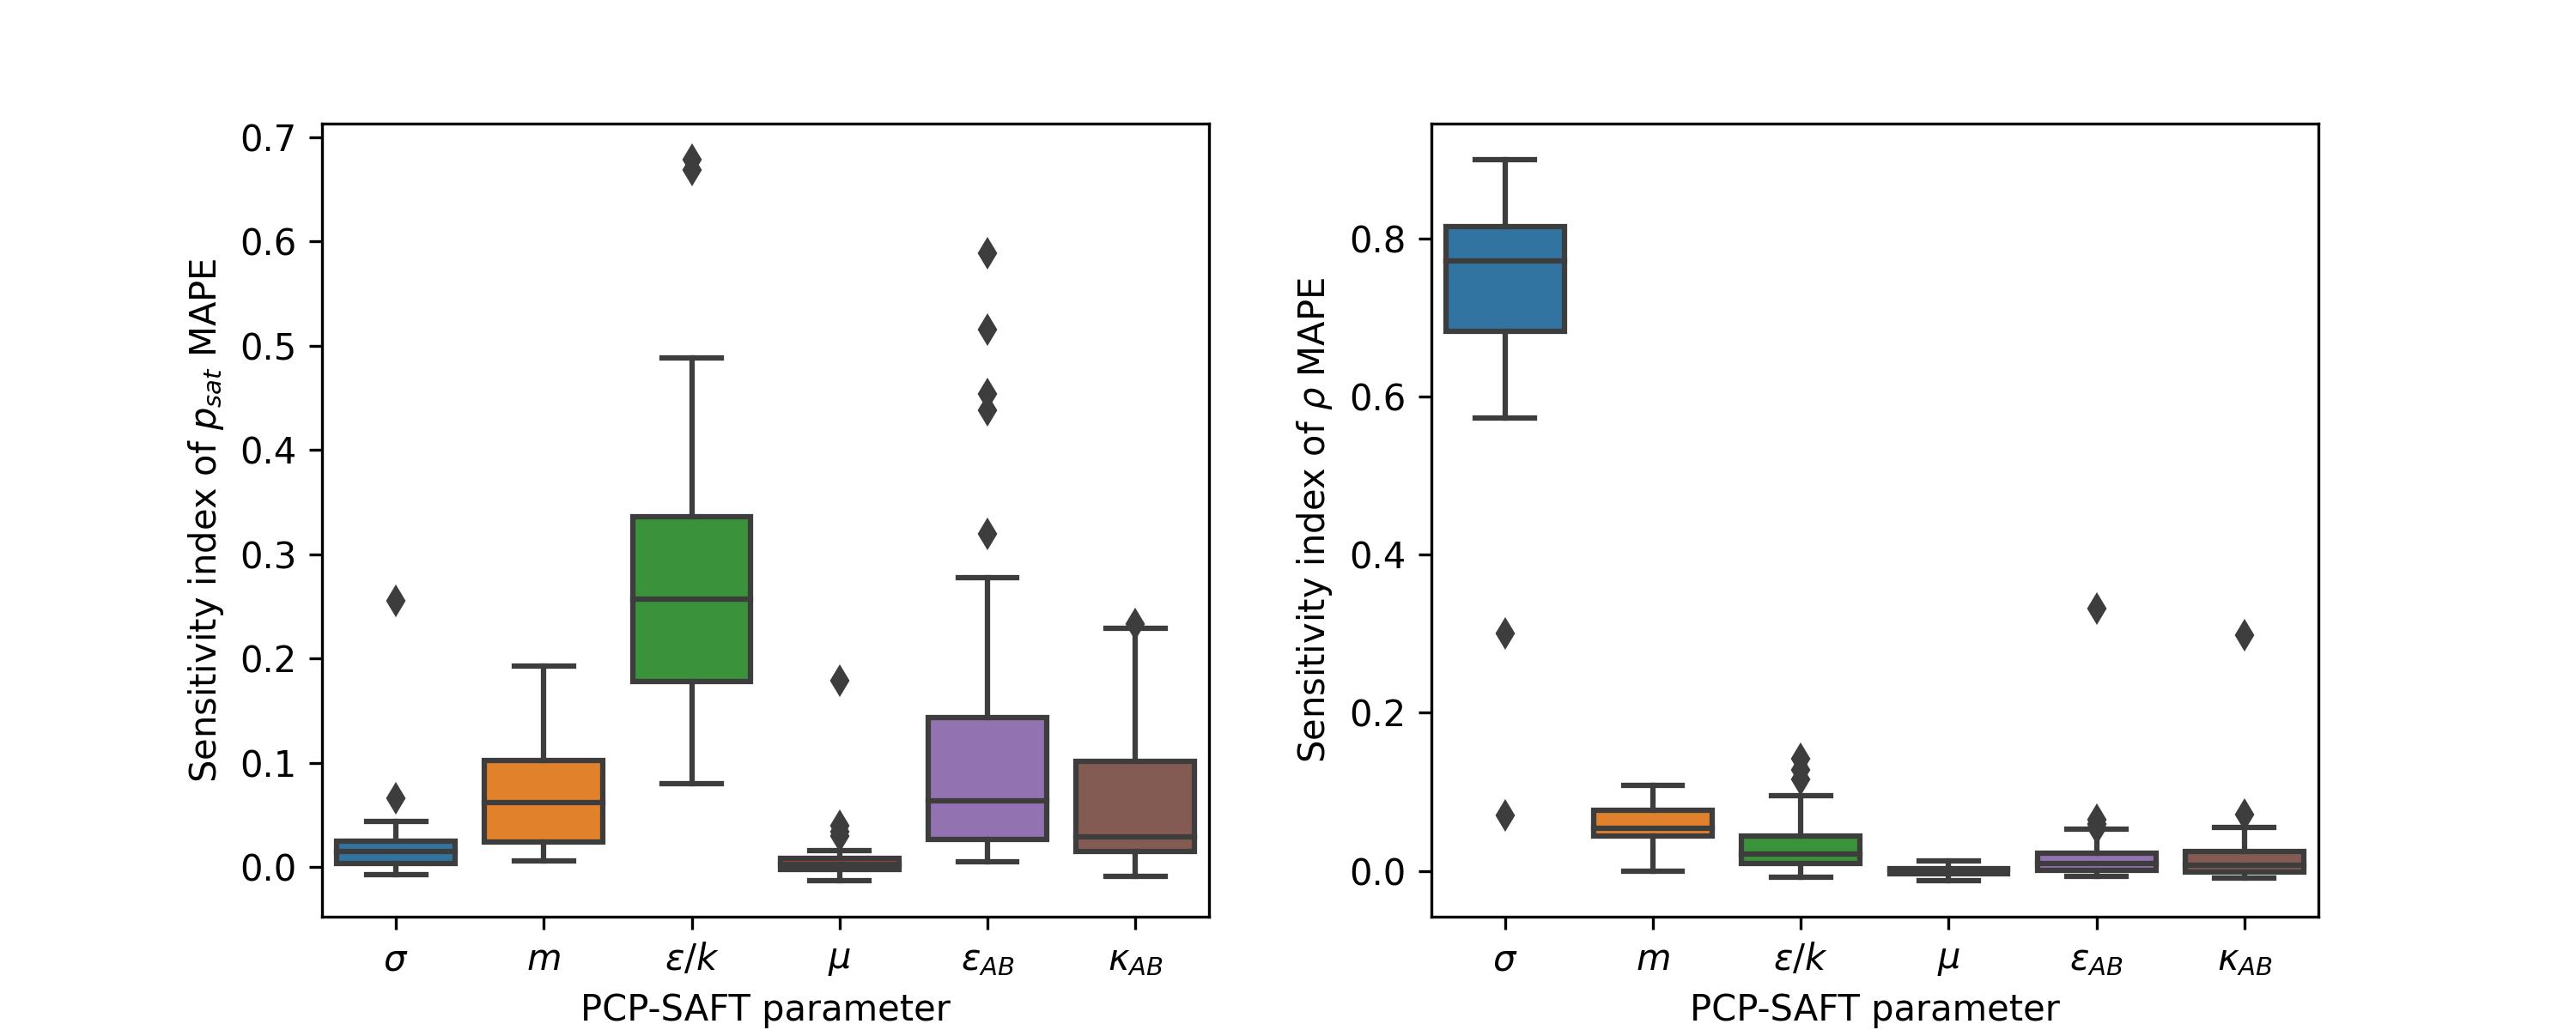 Sensitivity index of p_sat MAPE
0.7
0.6
0.5
0.4
0.3
0.2
0.1
0.0
σ m ε/k μ ε_AB κ_AB
PCP-SAFT parameter
Sensitivity index of ρ MAPE
0.8
0.6
0.4
0.2
0.0
σ m ε/k μ ε_AB κ_AB
PCP-SAFT parameter